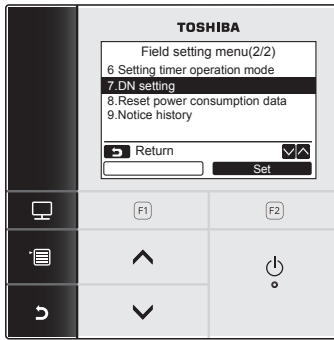 TOSHIBA
Field setting menu(2/2)
6 Setting timer operation mode
7.DN setting
8.Reset power consumption data
9.Notice history
Return
Set
F1
F2